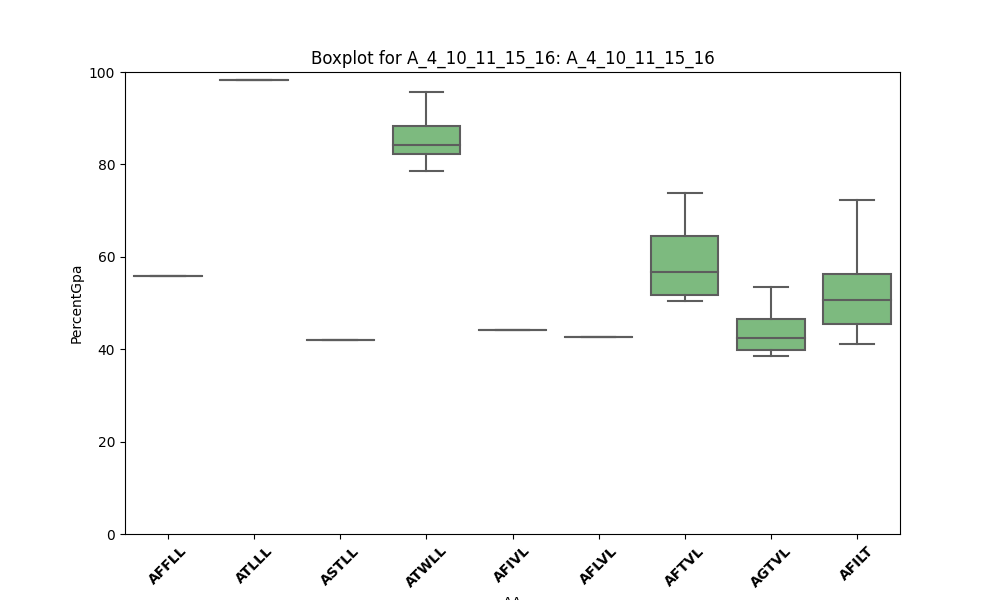 Boxplot for A_4_10_11_15_16: A_4_10_11_15_16
100
80
60
40
20
0
PercentGpa
AFFLL
ATLLL
ASTLL
ATWLL
AFIVL
AFLVL
AFTVL
AGTVL
AFILT